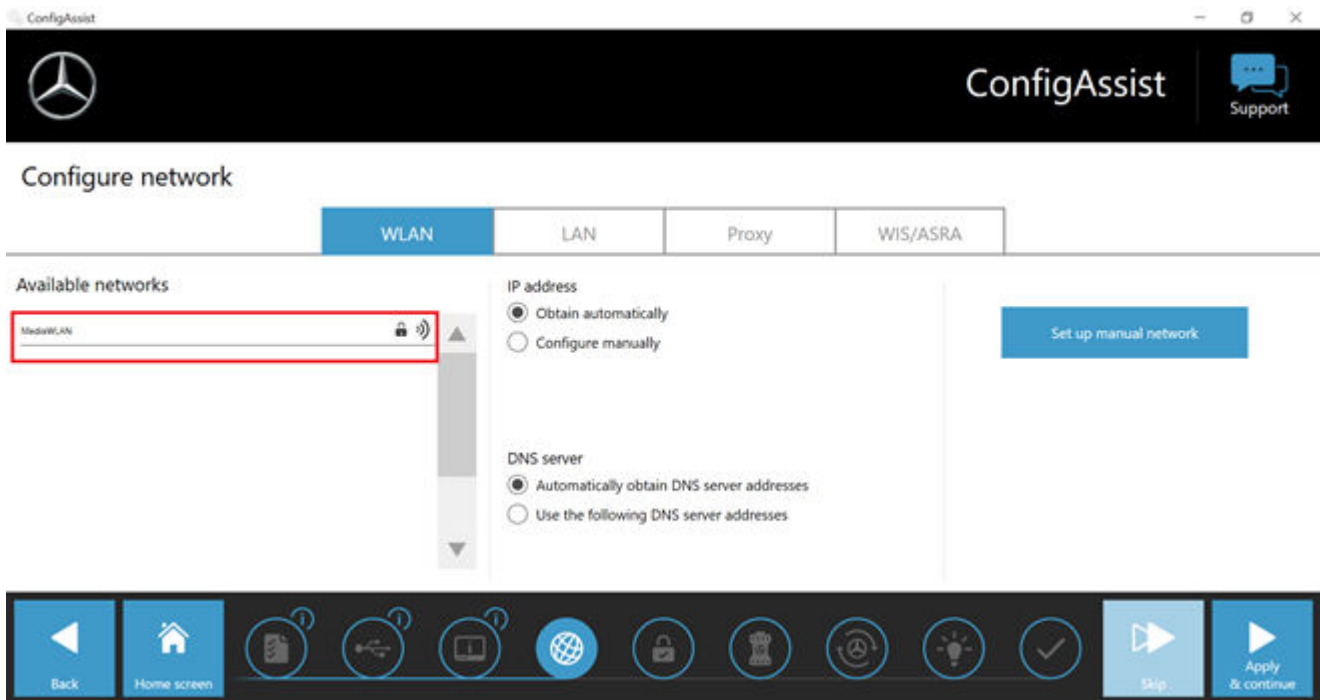 ConfigAssist
ConfigAssist
Support
Configure network
WLAN
LAN
Proxy
WIS/ASRA
Available networks
MediaWLAN
IP address
Obtain automatically
Configure manually
Set up manual network
DNS server
Automatically obtain DNS server addresses
Use the following DNS server addresses
Back
Home screen
Skip
Apply
& continue